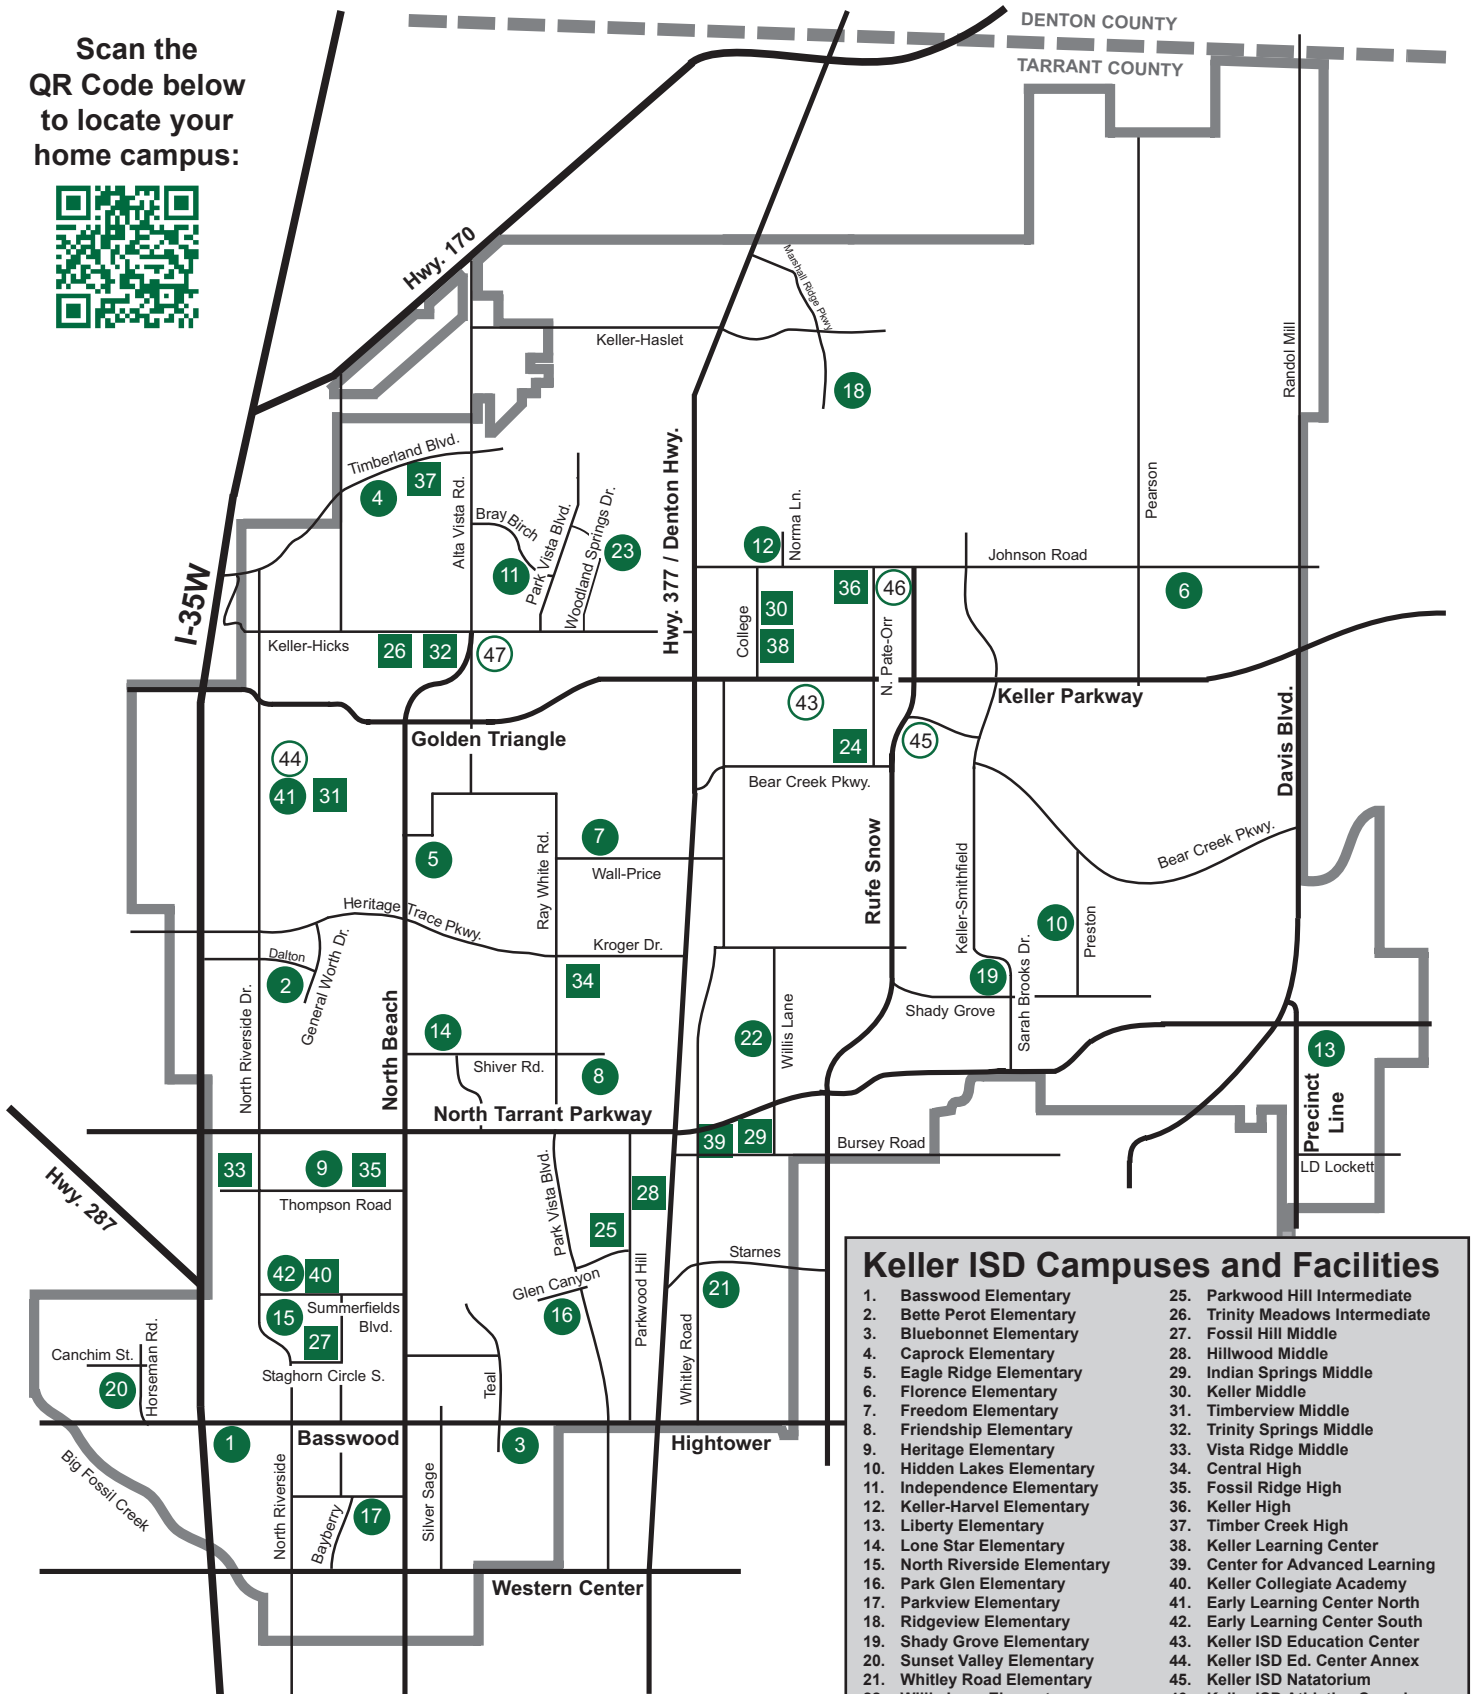 Scan the
QR Code below
to locate your
home campus:
DENTON COUNTY
TARRANT COUNTY
Hwy. 170
Marshall Ridge Pkwy
Keller-Haslet
Randol Mill
18
Timberland Blvd.
37
4
Alta Vista Rd.
Bray Birch
11
Park Vista Blvd.
Woodland Springs Dr.
23
Hwy. 377 / Denton Hwy.
12
Norma Ln.
Pearson
Johnson Road
I-35W
36
46
6
30
38
College
N. Pate-Orr
Keller-Hicks
26
32
47
Keller Parkway
43
Golden Triangle
24
45
Davis Blvd.
44
41
31
Bear Creek Pkwy.
5
7
Ray White Rd.
Wall-Price
Rufe Snow
Keller-Smithfield
Bear Creek Pkwy.
Heritage Trace Pkwy.
10
Preston
Kroger Dr.
Dalton
2
General Worth Dr.
34
19
Sarah Brooks Dr.
Shady Grove
North Riverside Dr.
North Beach
14
22
Willis Lane
13
Shiver Rd.
8
Precinct
Line
North Tarrant Parkway
39
29
Bursey Road
LD Lockett
33
9
35
Thompson Road
Hwy. 287
Park Vista Blvd.
28
25
Parkwood Hill
Starnes
21
42
40
Glen Canyon
16
15
Summerfields
Blvd.
27
Staghorn Circle S.
Canchim St.
Horseman Rd.
20
Teal
Whitley Road
1
Basswood
3
Hightower
Big Fossil Creek
North Riverside
Bayberry
17
Silver Sage
Western Center
Keller ISD Campuses and Facilities
1. Basswood Elementary
2. Bette Perot Elementary
3. Bluebonnet Elementary
4. Caprock Elementary
5. Eagle Ridge Elementary
6. Florence Elementary
7. Freedom Elementary
8. Friendship Elementary
9. Heritage Elementary
10. Hidden Lakes Elementary
11. Independence Elementary
12. Keller-Harvel Elementary
13. Liberty Elementary
14. Lone Star Elementary
15. North Riverside Elementary
16. Park Glen Elementary
17. Parkview Elementary
18. Ridgeview Elementary
19. Shady Grove Elementary
20. Sunset Valley Elementary
21. Whitley Road Elementary
25. Parkwood Hill Intermediate
26. Trinity Meadows Intermediate
27. Fossil Hill Middle
28. Hillwood Middle
29. Indian Springs Middle
30. Keller Middle
31. Timberview Middle
32. Trinity Springs Middle
33. Vista Ridge Middle
34. Central High
35. Fossil Ridge High
36. Keller High
37. Timber Creek High
38. Keller Learning Center
39. Center for Advanced Learning
40. Keller Collegiate Academy
41. Early Learning Center North
42. Early Learning Center South
43. Keller ISD Education Center
44. Keller ISD Ed. Center Annex
45. Keller ISD Natatorium